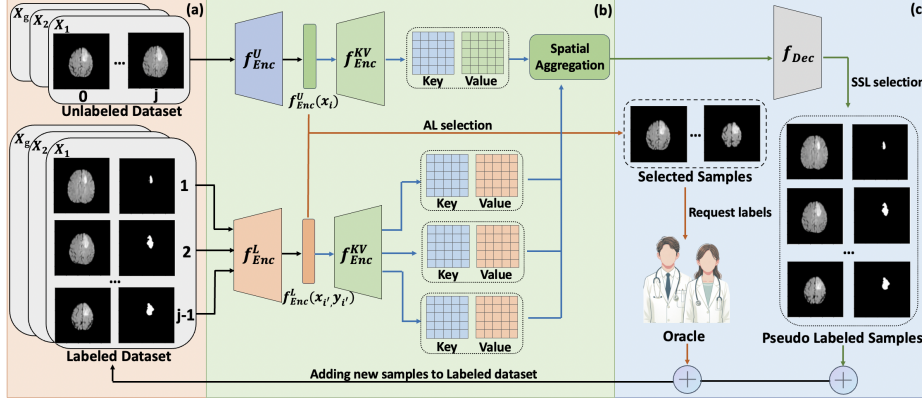 (a)
X_g
X_2
X_1
...
0
j
Unlabeled Dataset
X_g
X_2
X_1
1
2
...
j-1
Labeled Dataset
(b)
f^U_Enc
f^KV_Enc
f^U_Enc(x_i)
Key
Value
Spatial
Aggregation
AL selection
f^L_Enc
f^KV_Enc
f^L_Enc(x_i',y_i')
Key
Value
Key
Value
Key
Value
(c)
f_Dec
SSL selection
...
Selected Samples
Request labels
Oracle
...
Pseudo Labeled Samples
+
+
Adding new samples to Labeled dataset